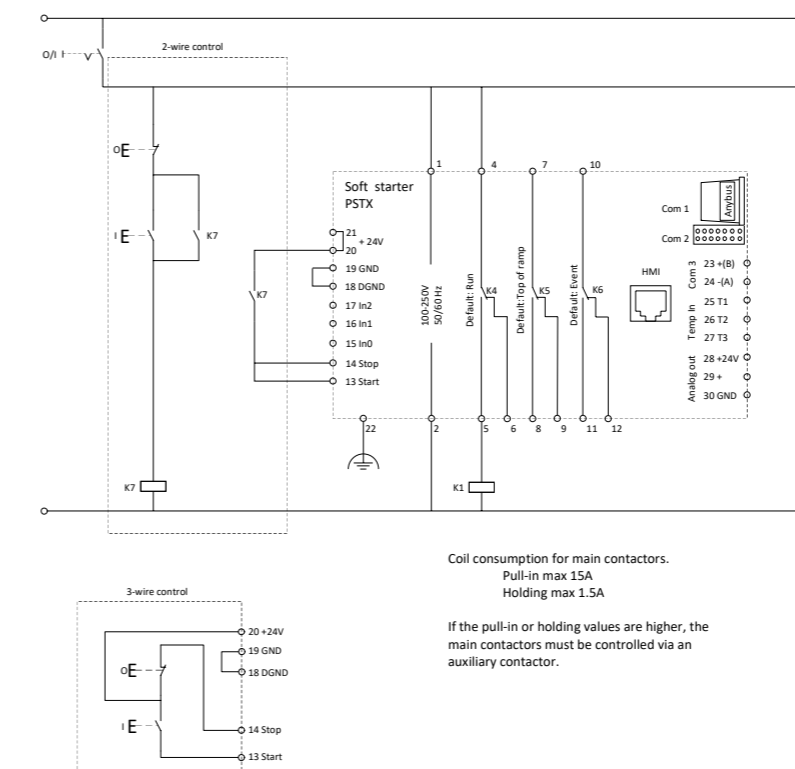 2-wire control
O/I
O
I
K7
K7
K7
Soft starter
PSTX
21
+ 24V
20
19 GND
18 DGND
17 In2
16 In1
15 In0
14 Stop
13 Start
22
1
4
7
10
100-250V
50/60 Hz
Default: Run
K4
Default:Top of ramp
K5
Default: Event
K6
2
5
6
8
9
11
12
K1
HMI
Com 1
Anybus
Com 2
Com 3
23 +(B)
24 -(A)
Temp In
25 T1
26 T2
27 T3
Analog out
28 +24V
29 +
30 GND
Coil consumption for main contactors.
Pull-in max 15A
Holding max 1.5A
If the pull-in or holding values are higher, the
main contactors must be controlled via an
auxiliary contactor.
3-wire control
O
I
20 +24V
19 GND
18 DGND
14 Stop
13 Start